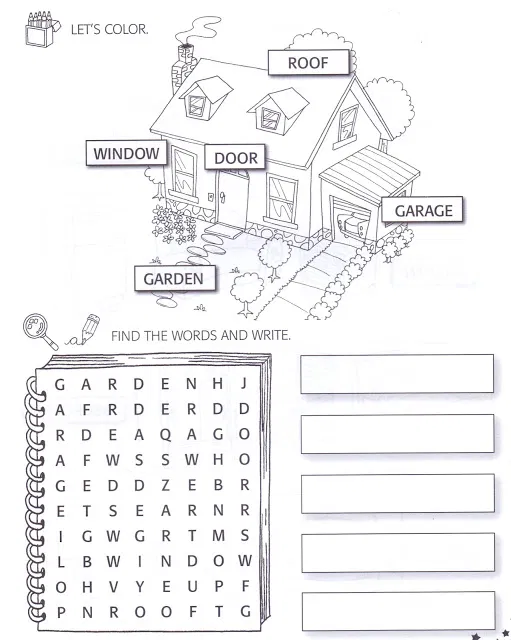 LET'S COLOR.
ROOF
WINDOW
DOOR
GARAGE
GARDEN
FIND THE WORDS AND WRITE.
G A R D E N H J
A F R D E R D D
R D E A Q A G O
A F W S S W H O
G E D D Z E B R
E T S E A R N R
I G W G R T M S
L B W I N D O W
O H V Y E U P F
P N R O O F T G